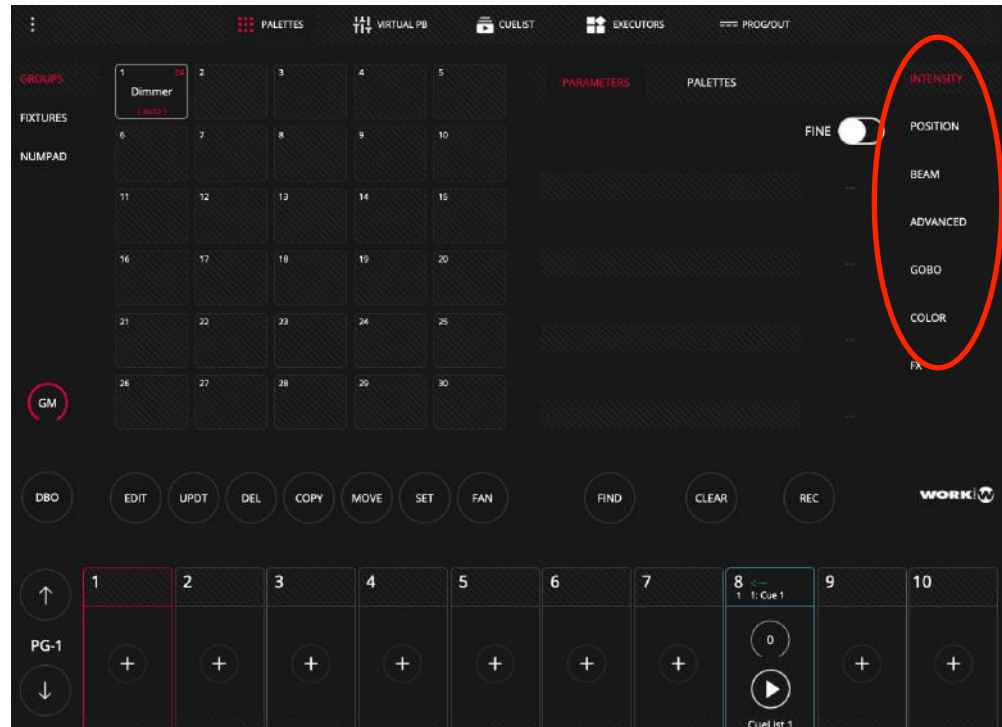 PALETTES
VIRTUAL PB
CUELIST
EXECUTORS
PROG/OUT
GROUPS
FIXTURES
NUMPAD
1 24 2 3 4 5
Dimmer
( auto )
6 7 8 9 10
11 12 13 14 15
16 17 18 19 20
21 22 23 24 25
26 27 28 29 30
PARAMETERS
PALETTES
FINE
--
--
--
--
INTENSITY
POSITION
BEAM
ADVANCED
GOBO
COLOR
FX
GM
DBO
EDIT
UPDT
DEL
COPY
MOVE
SET
FAN
FIND
CLEAR
REC
WORK
PG-1
1 2 3 4 5 6 7 8 9 10
1 1: Cue 1
+ + + + + + + 0 + +
CueList 1